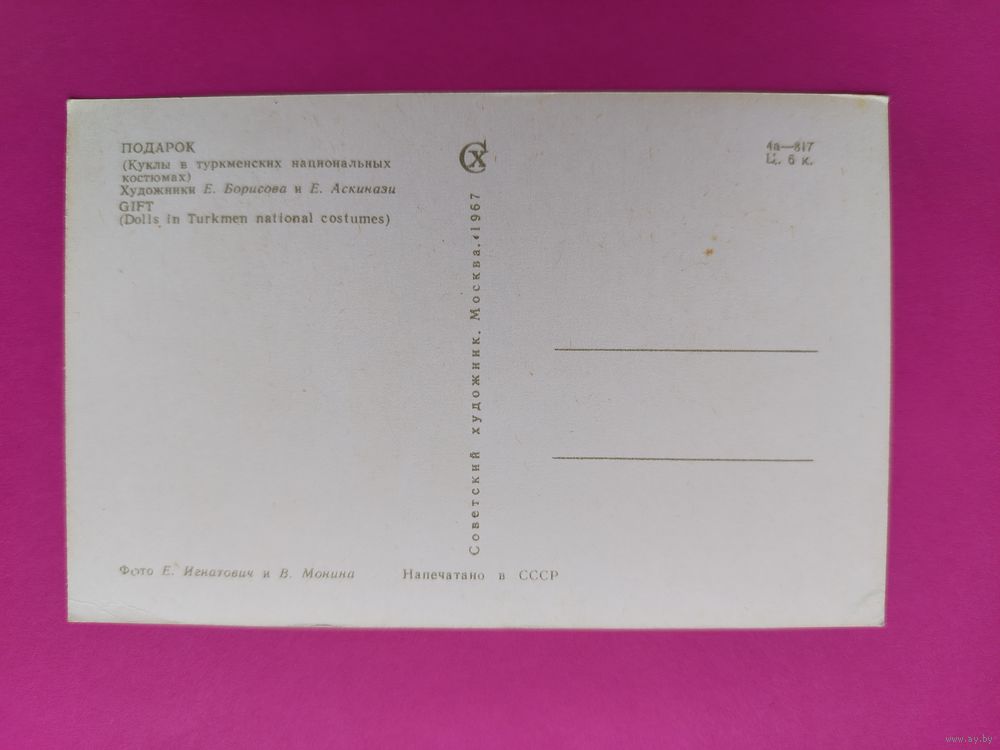 ПОДАРОК
(Куклы в туркменских национальных
костюмах)
Художники Е. Борисова и Е. Аскинази
GIFT
(Dolls in Turkmen national costumes)
СХ
4а—817
Ц. 6 к.
Советский художник. Москва. 1967
Фото Е. Игнатович и В. Монина Напечатано в СССР
www.ay.by